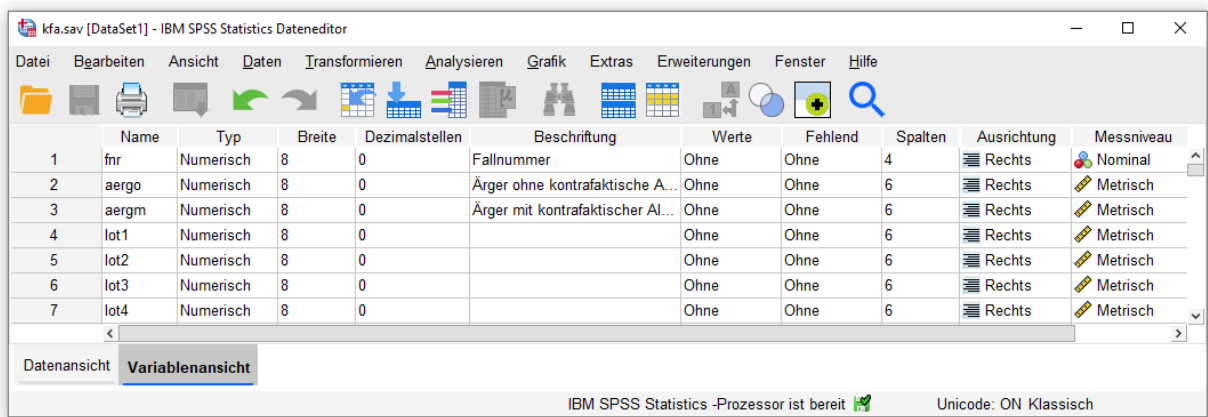 kfa.sav [DataSet1] - IBM SPSS Statistics Dateneditor
Datei Bearbeiten Ansicht Daten Transformieren Analysieren Grafik Extras Erweiterungen Fenster Hilfe
Name Typ Breite Dezimalstellen Beschriftung Werte Fehlend Spalten Ausrichtung Messniveau
1 fnr Numerisch 8 0 Fallnummer Ohne Ohne 4 Rechts Nominal
2 aergo Numerisch 8 0 Ärger ohne kontrafaktische A... Ohne Ohne 6 Rechts Metrisch
3 aergm Numerisch 8 0 Ärger mit kontrafaktischer Al... Ohne Ohne 6 Rechts Metrisch
4 lot1 Numerisch 8 0 Ohne Ohne 6 Rechts Metrisch
5 lot2 Numerisch 8 0 Ohne Ohne 6 Rechts Metrisch
6 lot3 Numerisch 8 0 Ohne Ohne 6 Rechts Metrisch
7 lot4 Numerisch 8 0 Ohne Ohne 6 Rechts Metrisch
Datenansicht Variablenansicht
IBM SPSS Statistics -Prozessor ist bereit Unicode: ON Klassisch